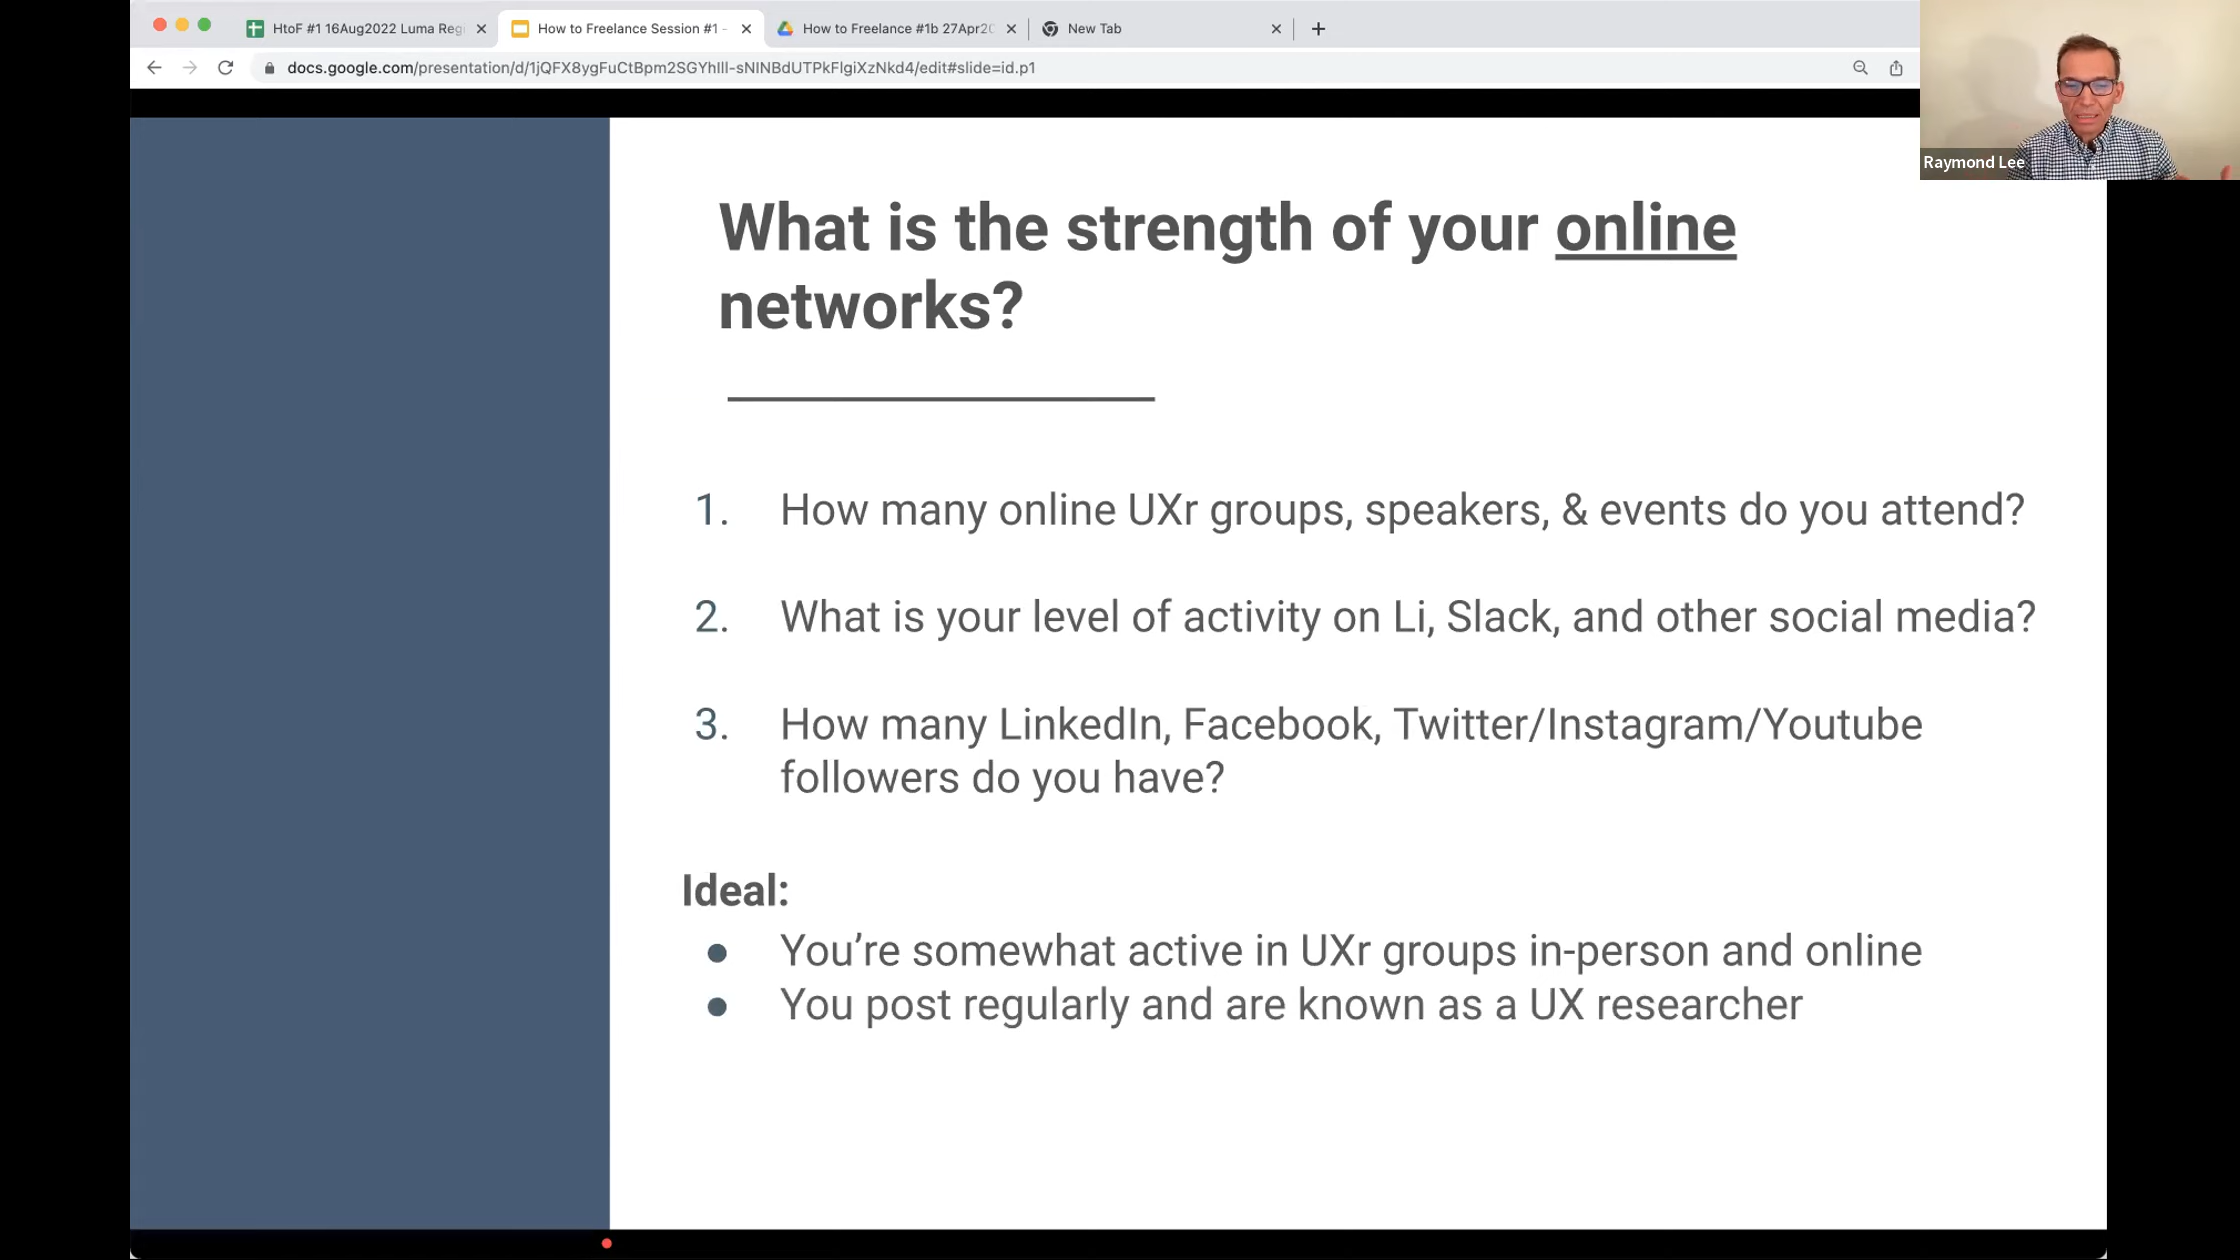 HtoF #1 16Aug2022 Luma Regi
How to Freelance Session #1 -
How to Freelance #1b 27Apr20
New Tab
docs.google.com/presentation/d/1jQFX8ygFuCtBpm2SGYhIll-sNINBdUTPkFlgiXzNkd4/edit#slide=id.p1
Raymond Lee
What is the strength of your online
networks?
1. How many online UXr groups, speakers, & events do you attend?
2. What is your level of activity on Li, Slack, and other social media?
3. How many LinkedIn, Facebook, Twitter/Instagram/Youtube
followers do you have?
Ideal:
● You’re somewhat active in UXr groups in-person and online
● You post regularly and are known as a UX researcher